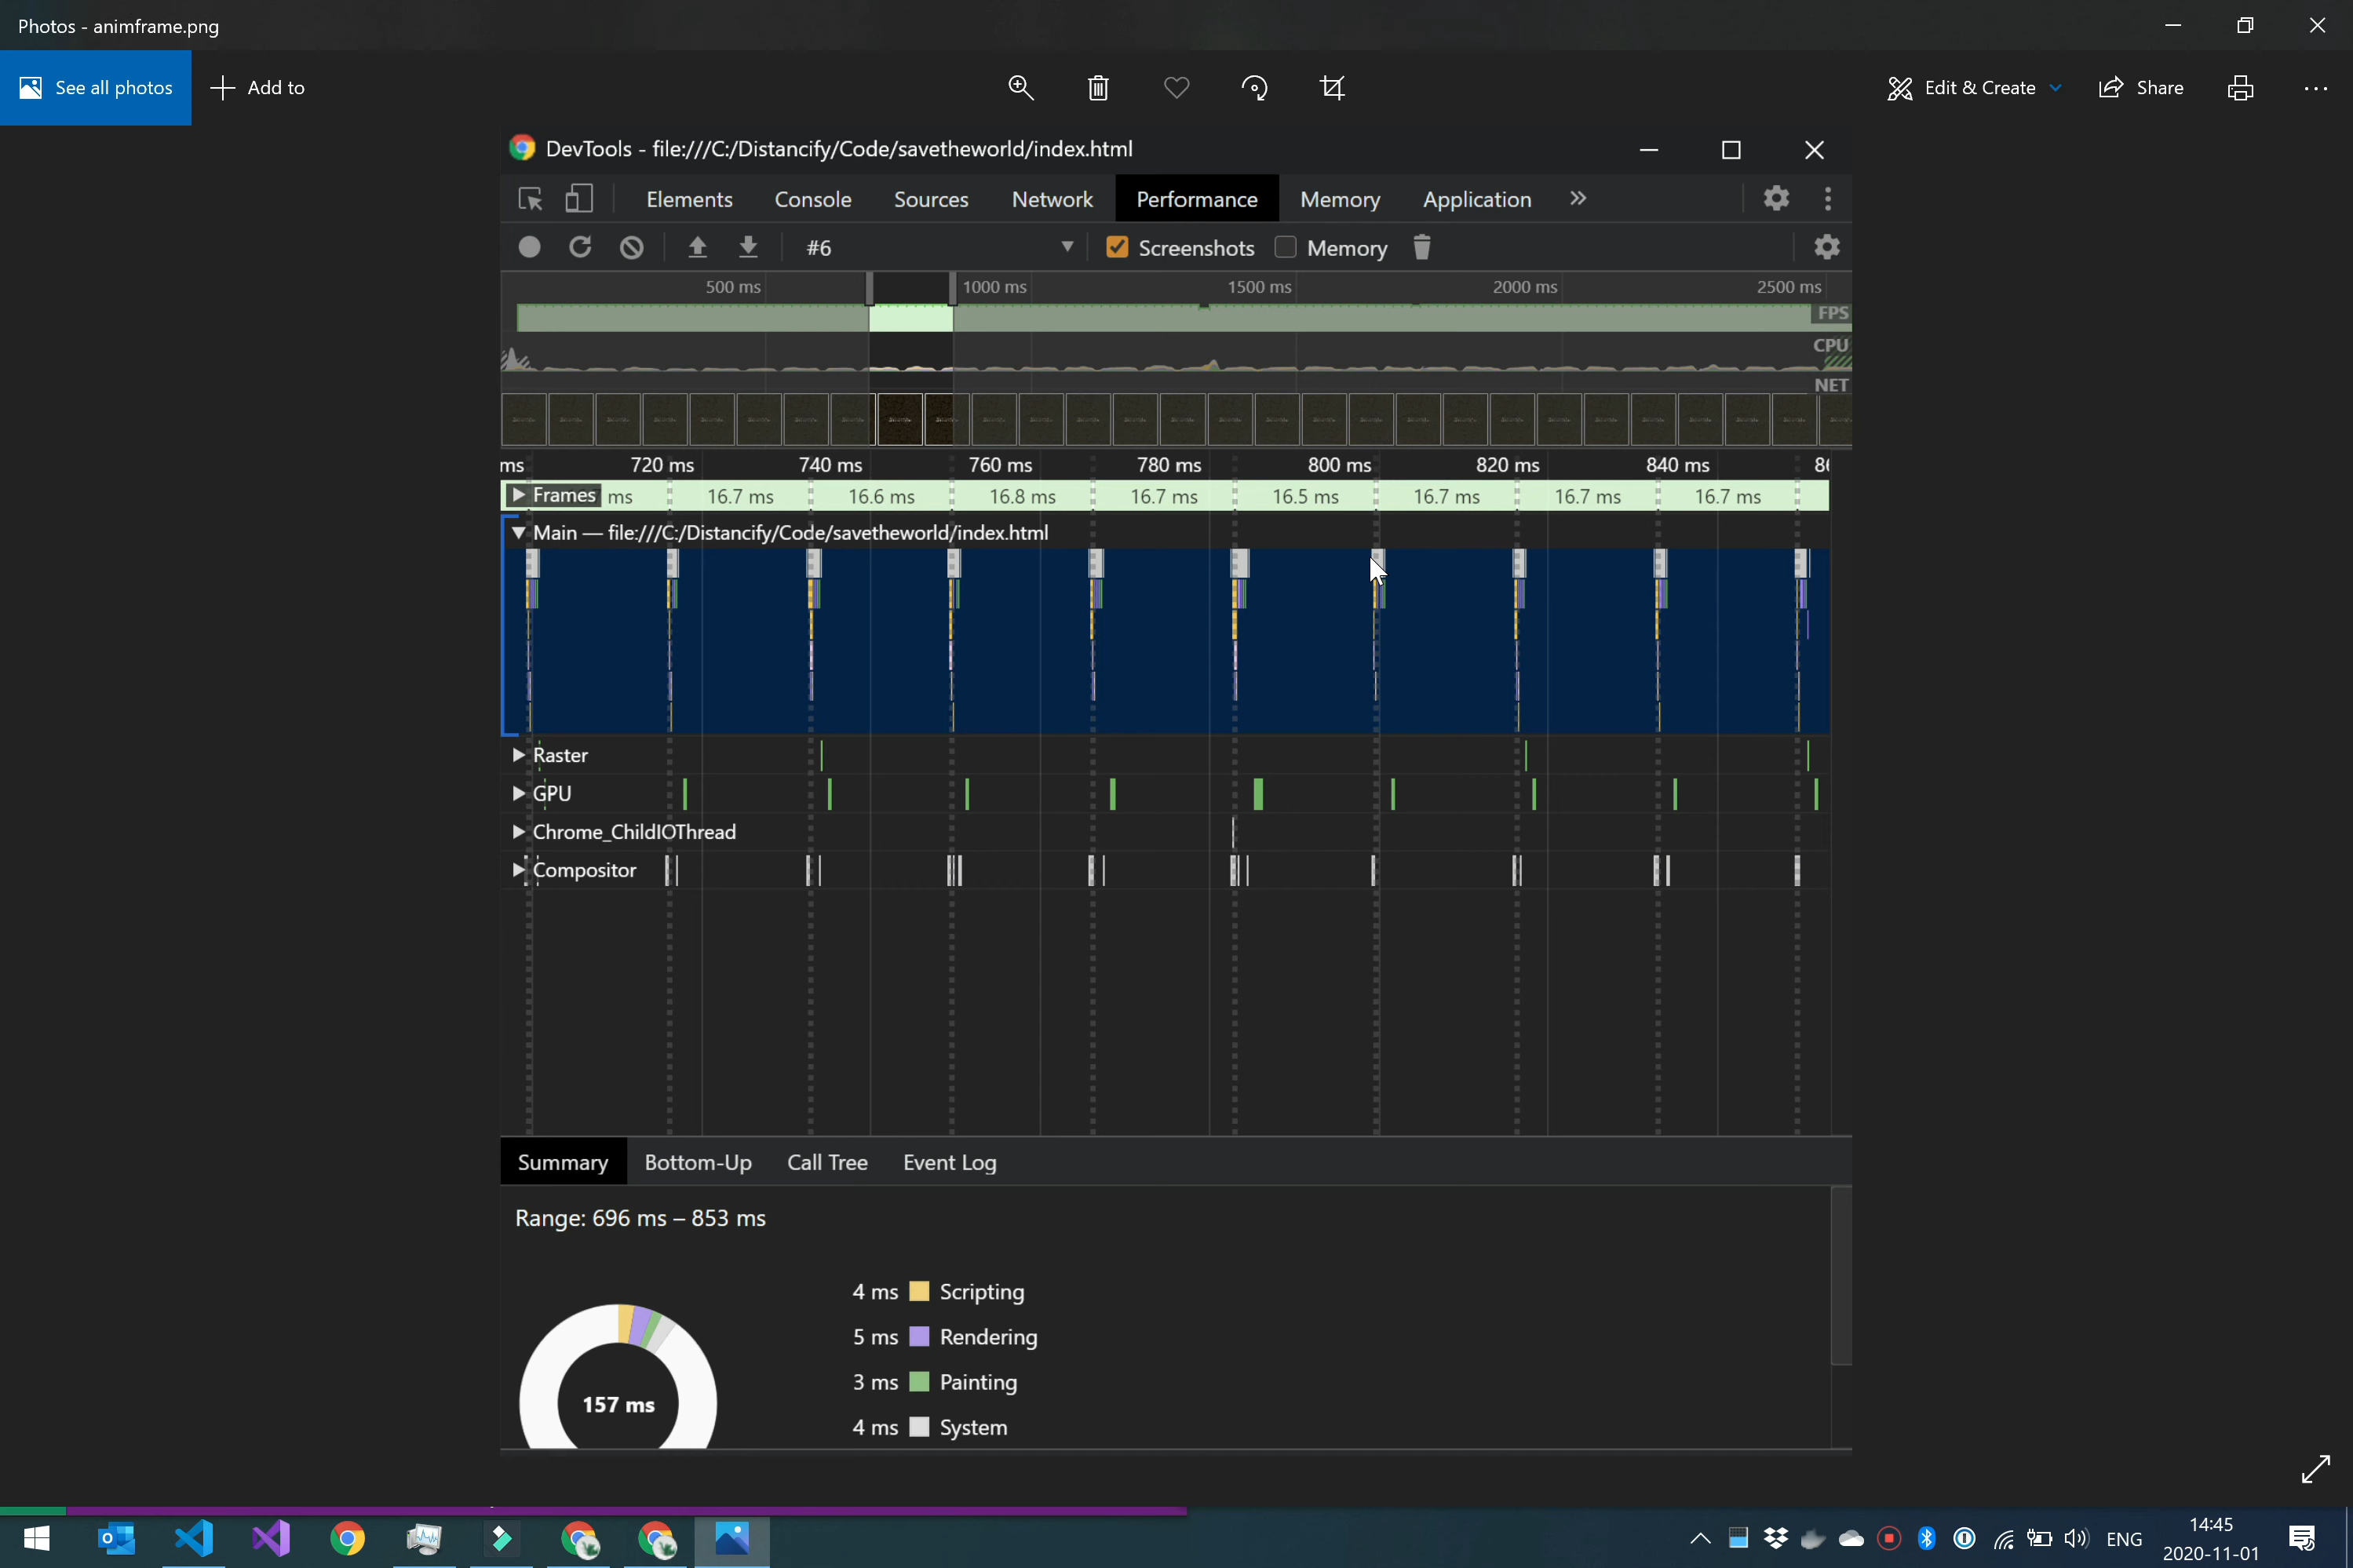 Photos - animframe.png
See all photos
Add to
Edit & Create
Share
DevTools - file:///C:/Distancify/Code/savetheworld/index.html
Elements Console Sources Network Performance Memory Application »
#6 Screenshots Memory
500 ms 1000 ms 1500 ms 2000 ms 2500 ms
FPS
CPU
NET
ms 720 ms 740 ms 760 ms 780 ms 800 ms 820 ms 840 ms
Frames ms 16.7 ms 16.6 ms 16.8 ms 16.7 ms 16.5 ms 16.7 ms 16.7 ms 16.7 ms
Main — file:///C:/Distancify/Code/savetheworld/index.html
Raster
GPU
Chrome_ChildIOThread
Compositor
Summary Bottom-Up Call Tree Event Log
Range: 696 ms – 853 ms
4 ms Scripting
5 ms Rendering
3 ms Painting
4 ms System
157 ms
ENG
14:45
2020-11-01